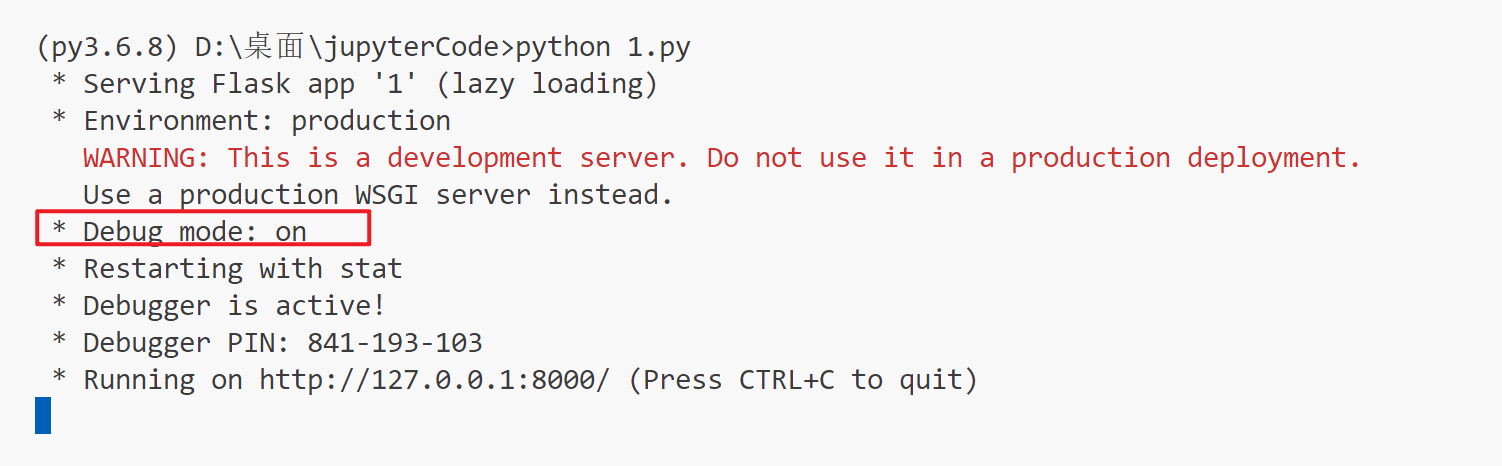 (py3.6.8) D:\桌面\jupyterCode>python 1.py
* Serving Flask app '1' (lazy loading)
* Environment: production
WARNING: This is a development server. Do not use it in a production deployment.
Use a production WSGI server instead.
* Debug mode: on
* Restarting with stat
* Debugger is active!
* Debugger PIN: 841-193-103
* Running on http://127.0.0.1:8000/ (Press CTRL+C to quit)